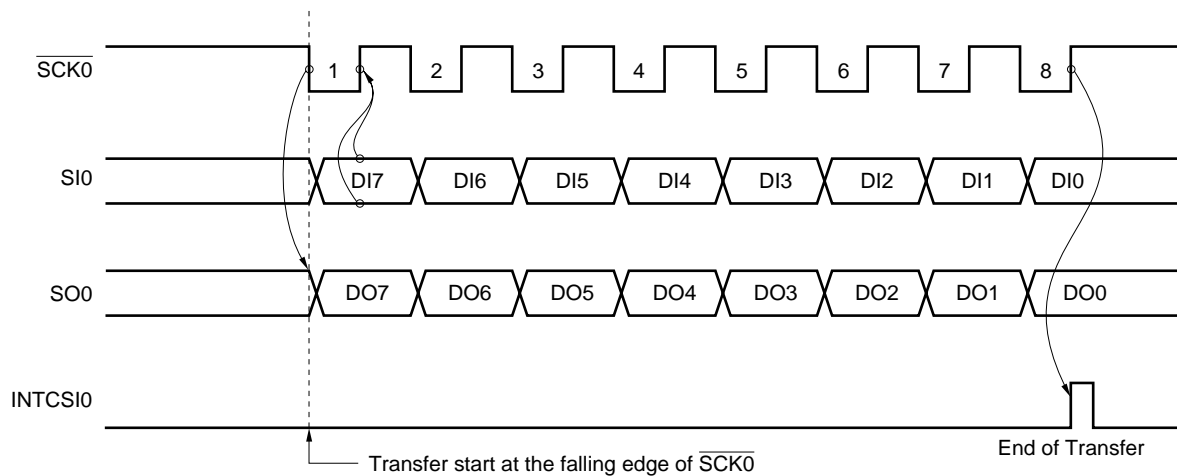 SCK0
1 2 3 4 5 6 7 8
SI0
DI7 DI6 DI5 DI4 DI3 DI2 DI1 DI0
SO0
DO7 DO6 DO5 DO4 DO3 DO2 DO1 DO0
INTCSI0
End of Transfer
Transfer start at the falling edge of SCK0